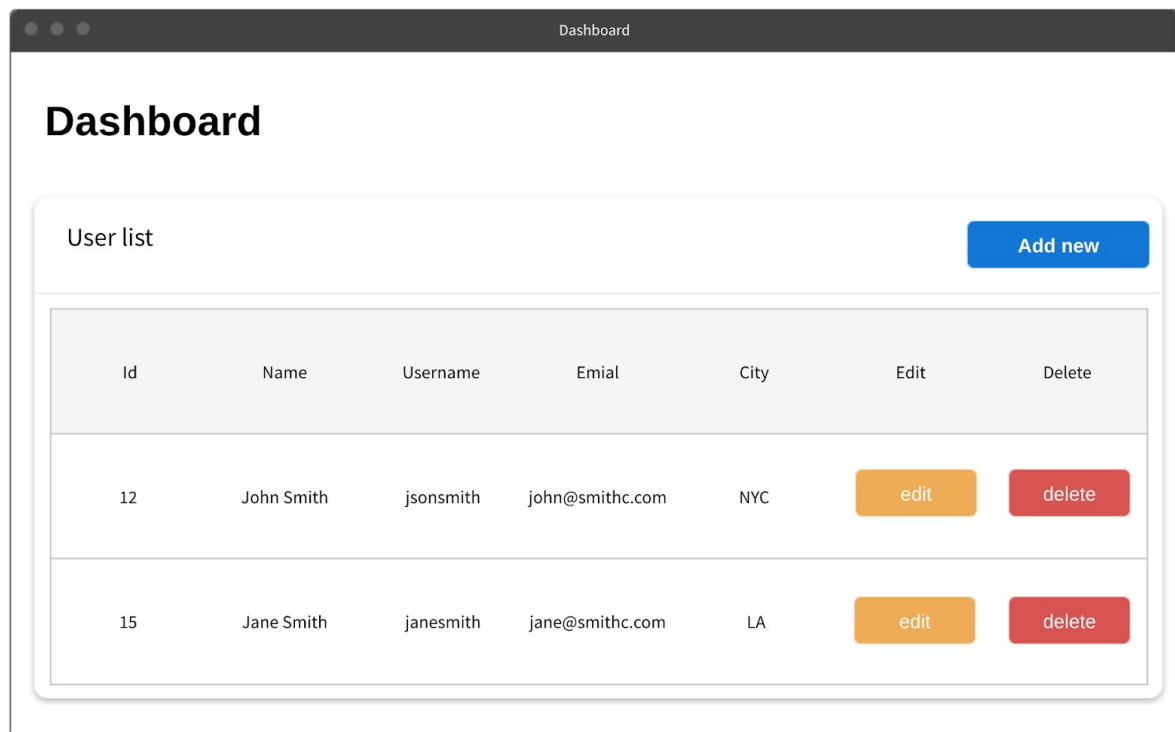 Dashboard
Dashboard
User list
Add new
Id Name Username Emial City Edit Delete
12 John Smith jsonsmith john@smithc.com NYC edit delete
15 Jane Smith janesmith jane@smithc.com LA edit delete